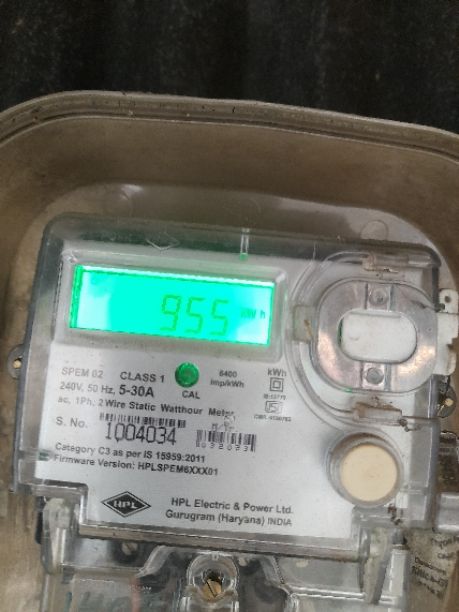 955 kWh
SPEM 02 CLASS 1 6400 kWh
240V, 50 Hz, 5-30A CAL imp/kWh
ac, 1Ph, 2 Wire Static Watthour Meter
S. No. 1004034
Category C3 as per IS 15959:2011
Firmware Version: HPLSPEM6XXX01
HPL HPL Electric & Power Ltd.
Gurugram (Haryana) INDIA